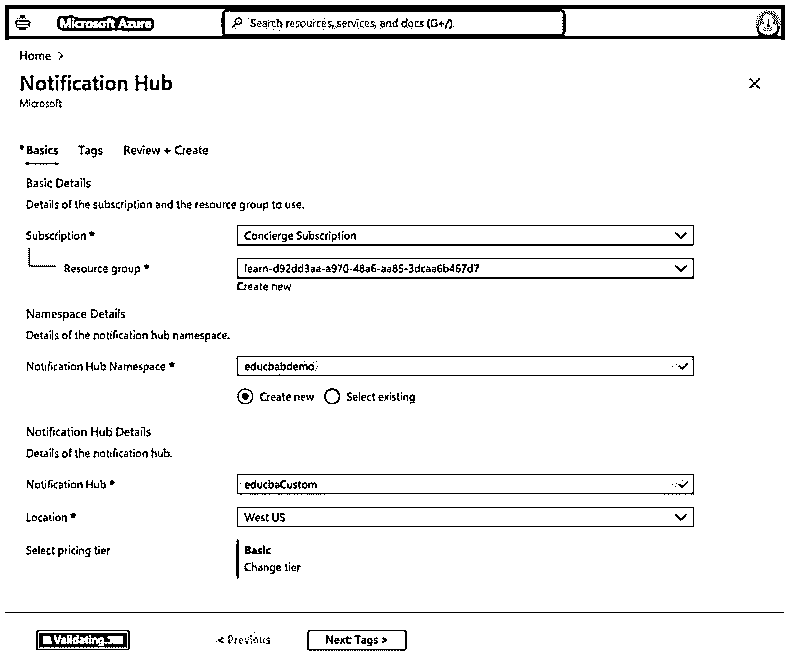 Microsoft Azure
Search resources, services, and docs (G+/)
Home >
Notification Hub
Microsoft
* Basics Tags Review + Create
Basic Details
Details of the subscription and the resource group to use.
Subscription * Concierge Subscription
Resource group * learn-d92dd3aa-a970-48a6-aa85-3dcaa6b467d7
Create new
Namespace Details
Details of the notification hub namespace.
Notification Hub Namespace * educbabdemo
Create new Select existing
Notification Hub Details
Details of the notification hub.
Notification Hub * educbaCustom
Location * West US
Select pricing tier Basic
Change tier
Validating... < Previous Next: Tags >